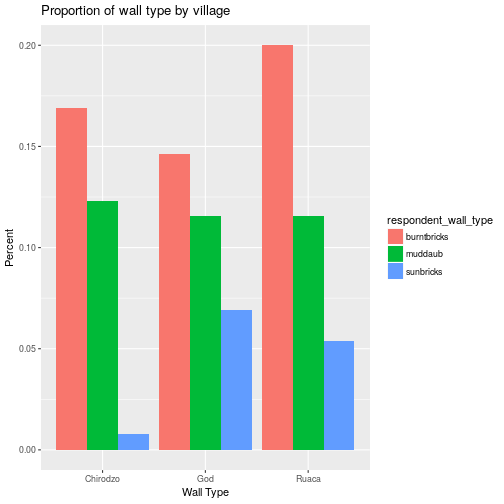 Proportion of wall type by village
Percent
0.20
0.15
0.10
0.05
0.00
Chirodzo God Ruaca
Wall Type
respondent_wall_type
burntbricks
muddaub
sunbricks